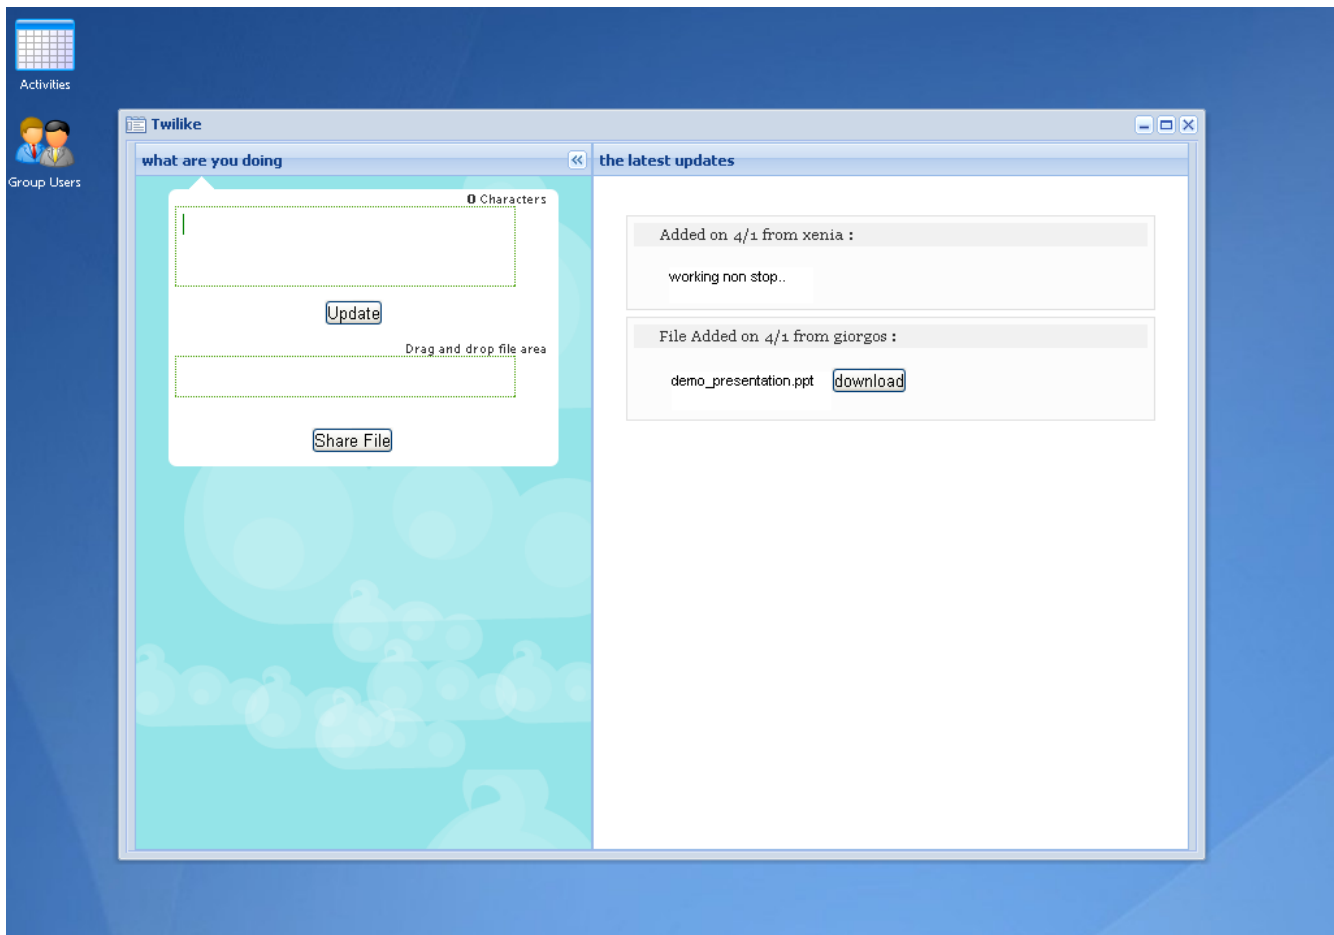 Activities
Group Users
Twilike
what are you doing
0 Characters
Update
Drag and drop file area
Share File
the latest updates
Added on 4/1 from xenia :
working non stop..
File Added on 4/1 from giorgos :
demo_presentation.ppt download